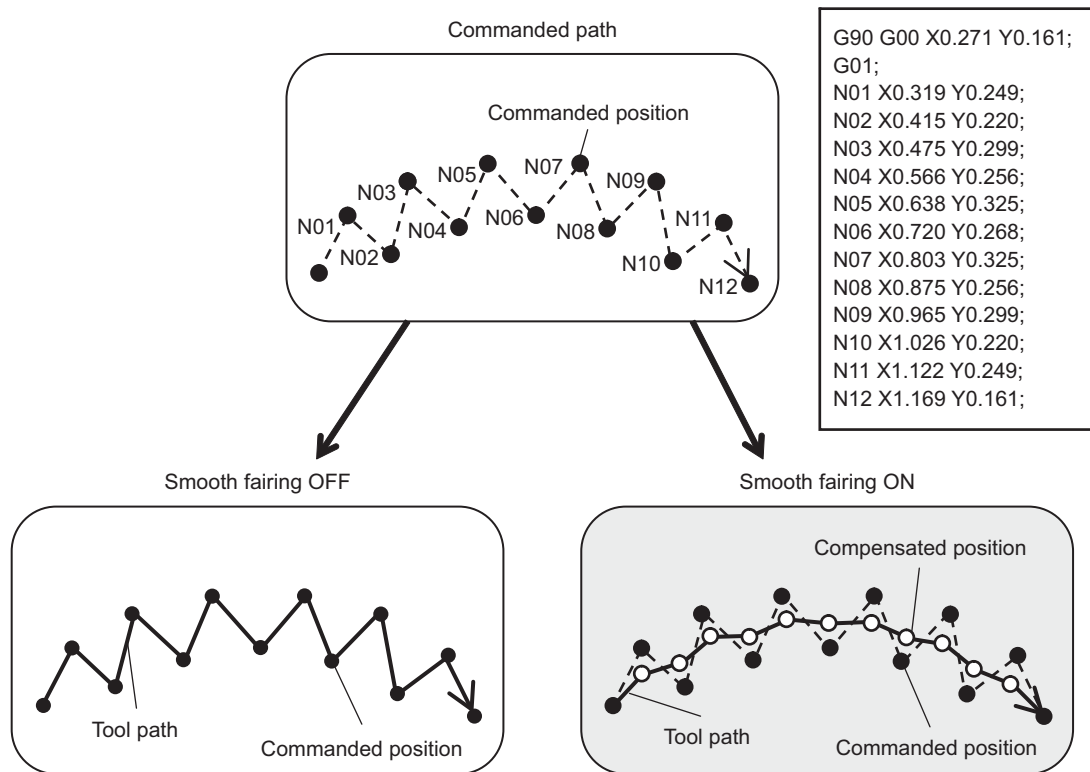 Commanded path
Commanded position
N01
N02
N03
N04
N05
N06
N07
N08
N09
N10
N11
N12
G90 G00 X0.271 Y0.161;
G01;
N01 X0.319 Y0.249;
N02 X0.415 Y0.220;
N03 X0.475 Y0.299;
N04 X0.566 Y0.256;
N05 X0.638 Y0.325;
N06 X0.720 Y0.268;
N07 X0.803 Y0.325;
N08 X0.875 Y0.256;
N09 X0.965 Y0.299;
N10 X1.026 Y0.220;
N11 X1.122 Y0.249;
N12 X1.169 Y0.161;
Smooth fairing OFF
Tool path
Commanded position
Smooth fairing ON
Compensated position
Tool path
Commanded position